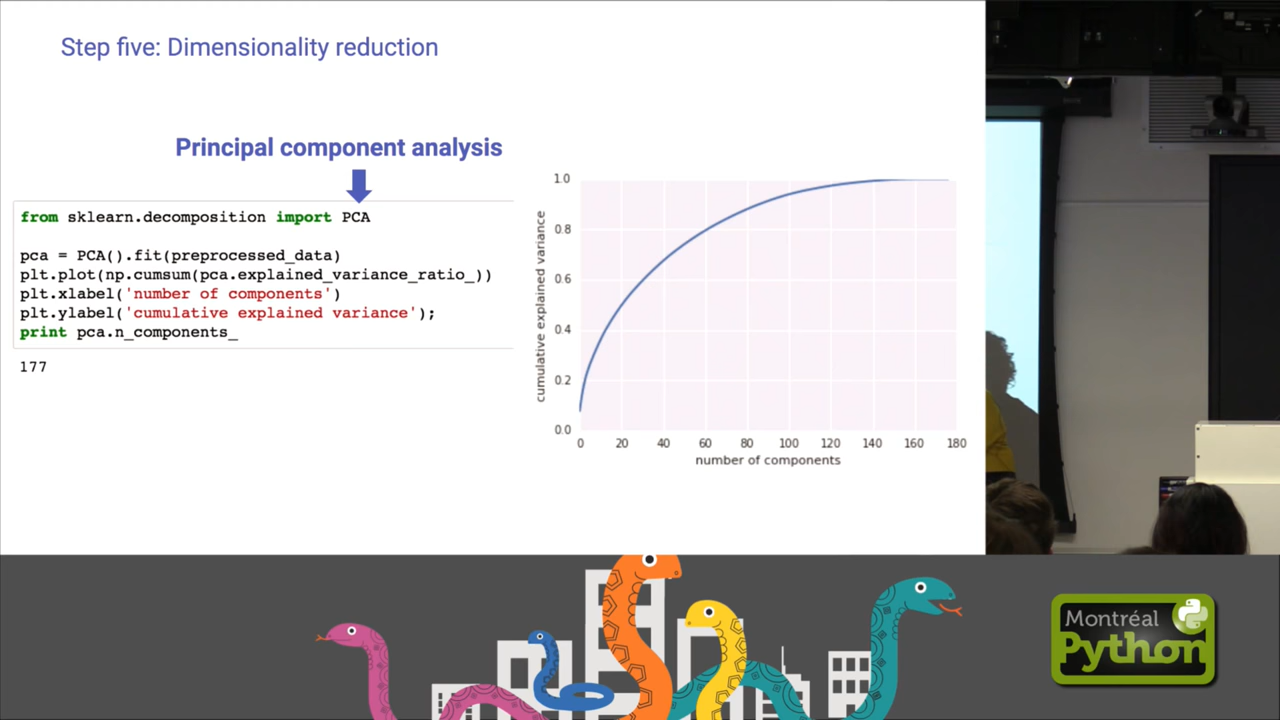 Step five: Dimensionality reduction
Principal component analysis
from sklearn.decomposition import PCA
pca = PCA().fit(preprocessed_data)
plt.plot(np.cumsum(pca.explained_variance_ratio_))
plt.xlabel('number of components')
plt.ylabel('cumulative explained variance');
print pca.n_components_
177
cumulative explained variance
1.0
0.8
0.6
0.4
0.2
0.0
0 20 40 60 80 100 120 140 160 180
number of components
Montréal
Python